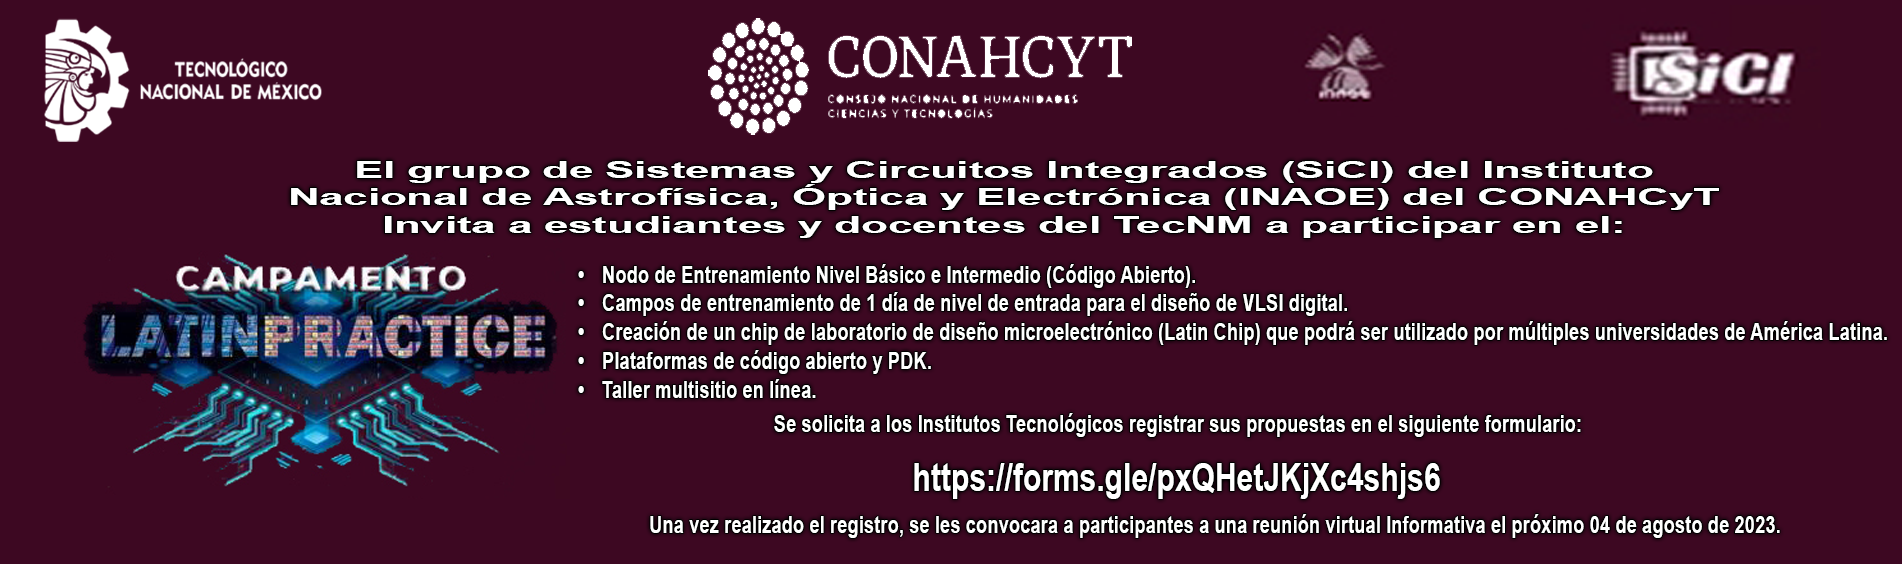 TECNOLÓGICO
NACIONAL DE MÉXICO
CONAHCYT
CONSEJO NACIONAL DE HUMANIDADES
CIENCIAS Y TECNOLOGÍAS
INAOE
SiCI
El grupo de Sistemas y Circuitos Integrados (SiCI) del Instituto
Nacional de Astrofísica, Óptica y Electrónica (INAOE) del CONAHCyT
Invita a estudiantes y docentes del TecNM a participar en el:
CAMPAMENTO
LATINPRACTICE
• Nodo de Entrenamiento Nivel Básico e Intermedio (Código Abierto).
• Campos de entrenamiento de 1 día de nivel de entrada para el diseño de VLSI digital.
• Creación de un chip de laboratorio de diseño microelectrónico (Latin Chip) que podrá ser utilizado por múltiples universidades de América Latina.
• Plataformas de código abierto y PDK.
• Taller multisitio en línea.
Se solicita a los Institutos Tecnológicos registrar sus propuestas en el siguiente formulario:
https://forms.gle/pxQHetJKjXc4shjs6
Una vez realizado el registro, se les convocara a participantes a una reunión virtual Informativa el próximo 04 de agosto de 2023.